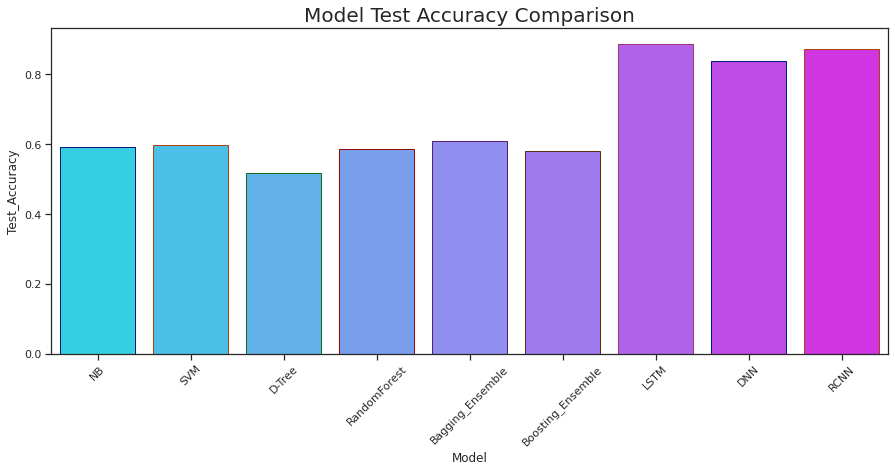 Model Test Accuracy Comparison
Test_Accuracy
0.8
0.6
0.4
0.2
0.0
NB
SVM
D-Tree
RandomForest
Bagging_Ensemble
Boosting_Ensemble
LSTM
DNN
RCNN
Model